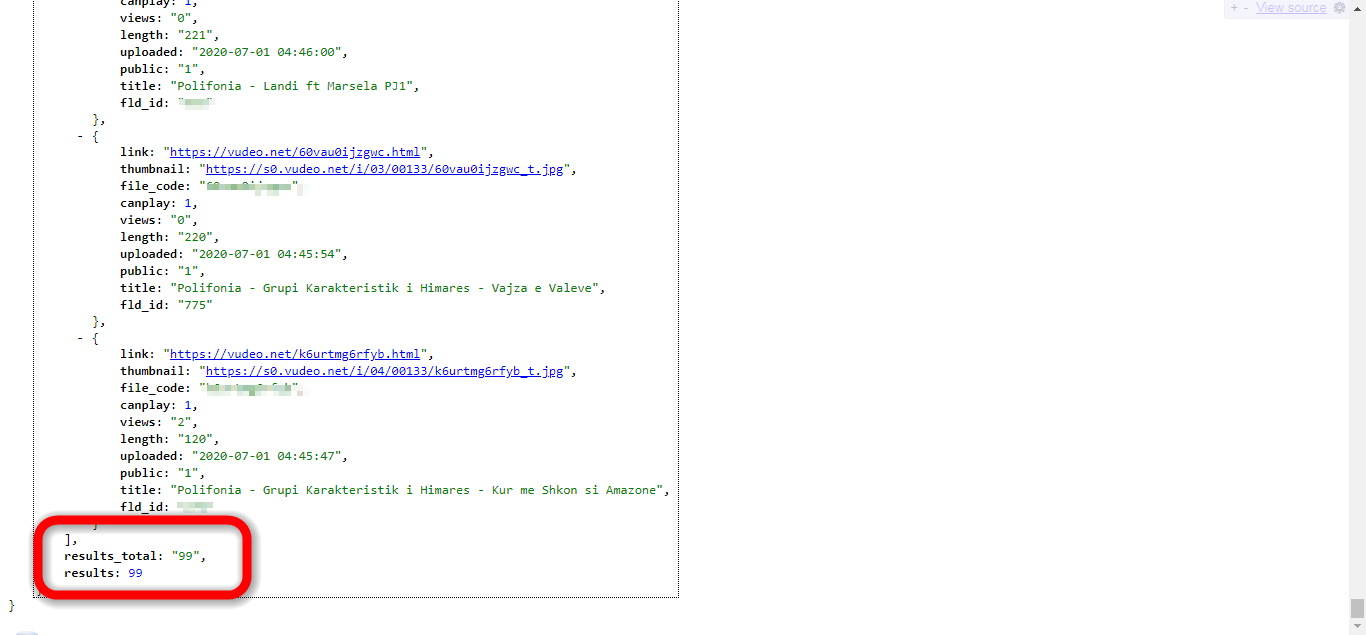 + - View source
canplay: 1,
views: "0",
length: "221",
uploaded: "2020-07-01 04:46:00",
public: "1",
title: "Polifonia - Landi ft Marsela PJ1",
fld_id:
},
- {
link: "https://vudeo.net/60vau0ijzgwc.html",
thumbnail: "https://s0.vudeo.net/i/03/00133/60vau0ijzgwc_t.jpg",
file_code:
canplay: 1,
views: "0",
length: "220",
uploaded: "2020-07-01 04:45:54",
public: "1",
title: "Polifonia - Grupi Karakteristik i Himares - Vajza e Valeve",
fld_id: "775"
},
- {
link: "https://vudeo.net/k6urtmg6rfyb.html",
thumbnail: "https://s0.vudeo.net/i/04/00133/k6urtmg6rfyb_t.jpg",
file_code:
canplay: 1,
views: "2",
length: "120",
uploaded: "2020-07-01 04:45:47",
public: "1",
title: "Polifonia - Grupi Karakteristik i Himares - Kur me Shkon si Amazone",
fld_id:
}
],
results_total: "99",
results: 99
}